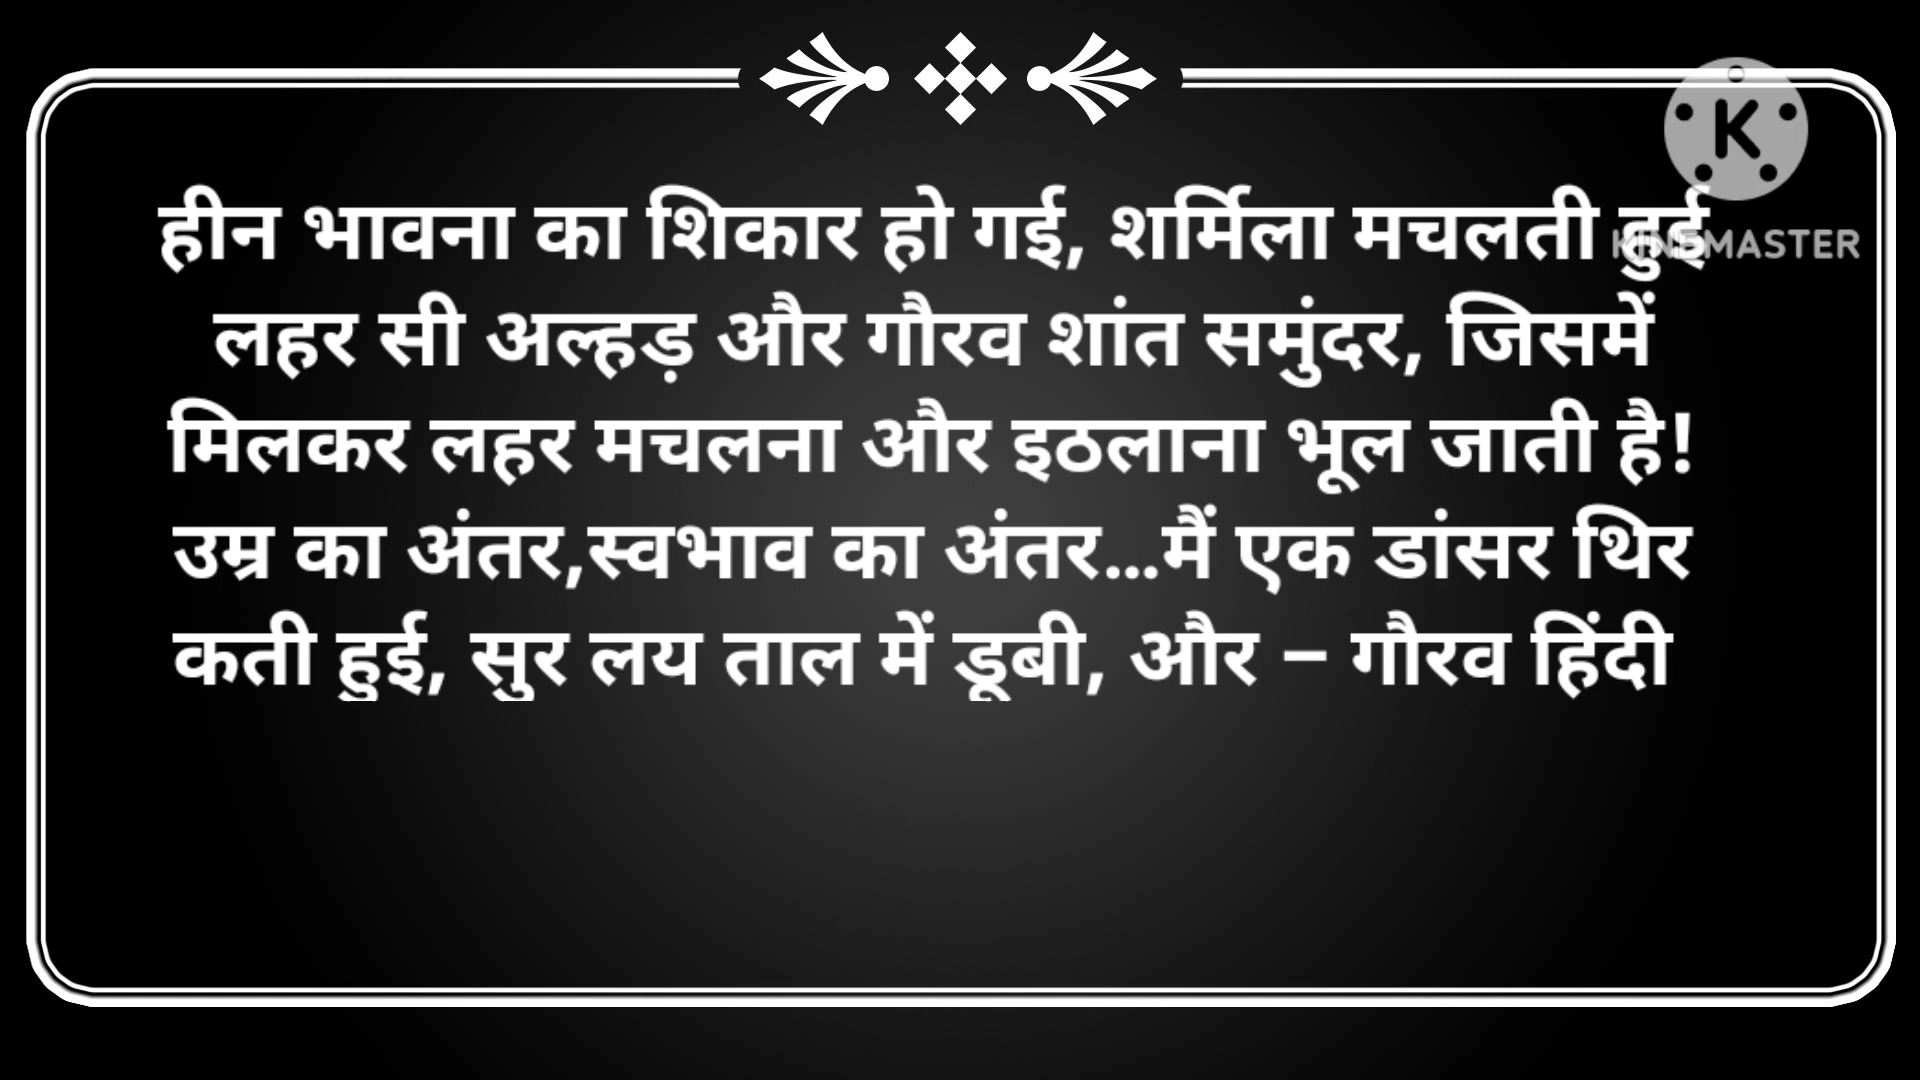 हीन भावना का शिकार हो गई, शर्मिला मचलती हुई
लहर सी अल्हड़ और गौरव शांत समुंदर, जिसमें
मिलकर लहर मचलना और इठलाना भूल जाती है!
उम्र का अंतर,स्वभाव का अंतर...मैं एक डांसर थिर
कती हुई, सुर लय ताल में डूबी, और – गौरव हिंदी
K
KINEMASTER